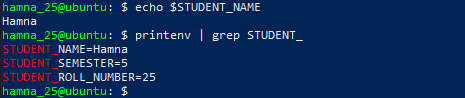 hamna_25@ubuntu:~$ echo $STUDENT_NAME
Hamna
hamna_25@ubuntu:~$ printenv | grep STUDENT_
STUDENT_NAME=Hamna
STUDENT_SEMESTER=5
STUDENT_ROLL_NUMBER=25
hamna_25@ubuntu:~$